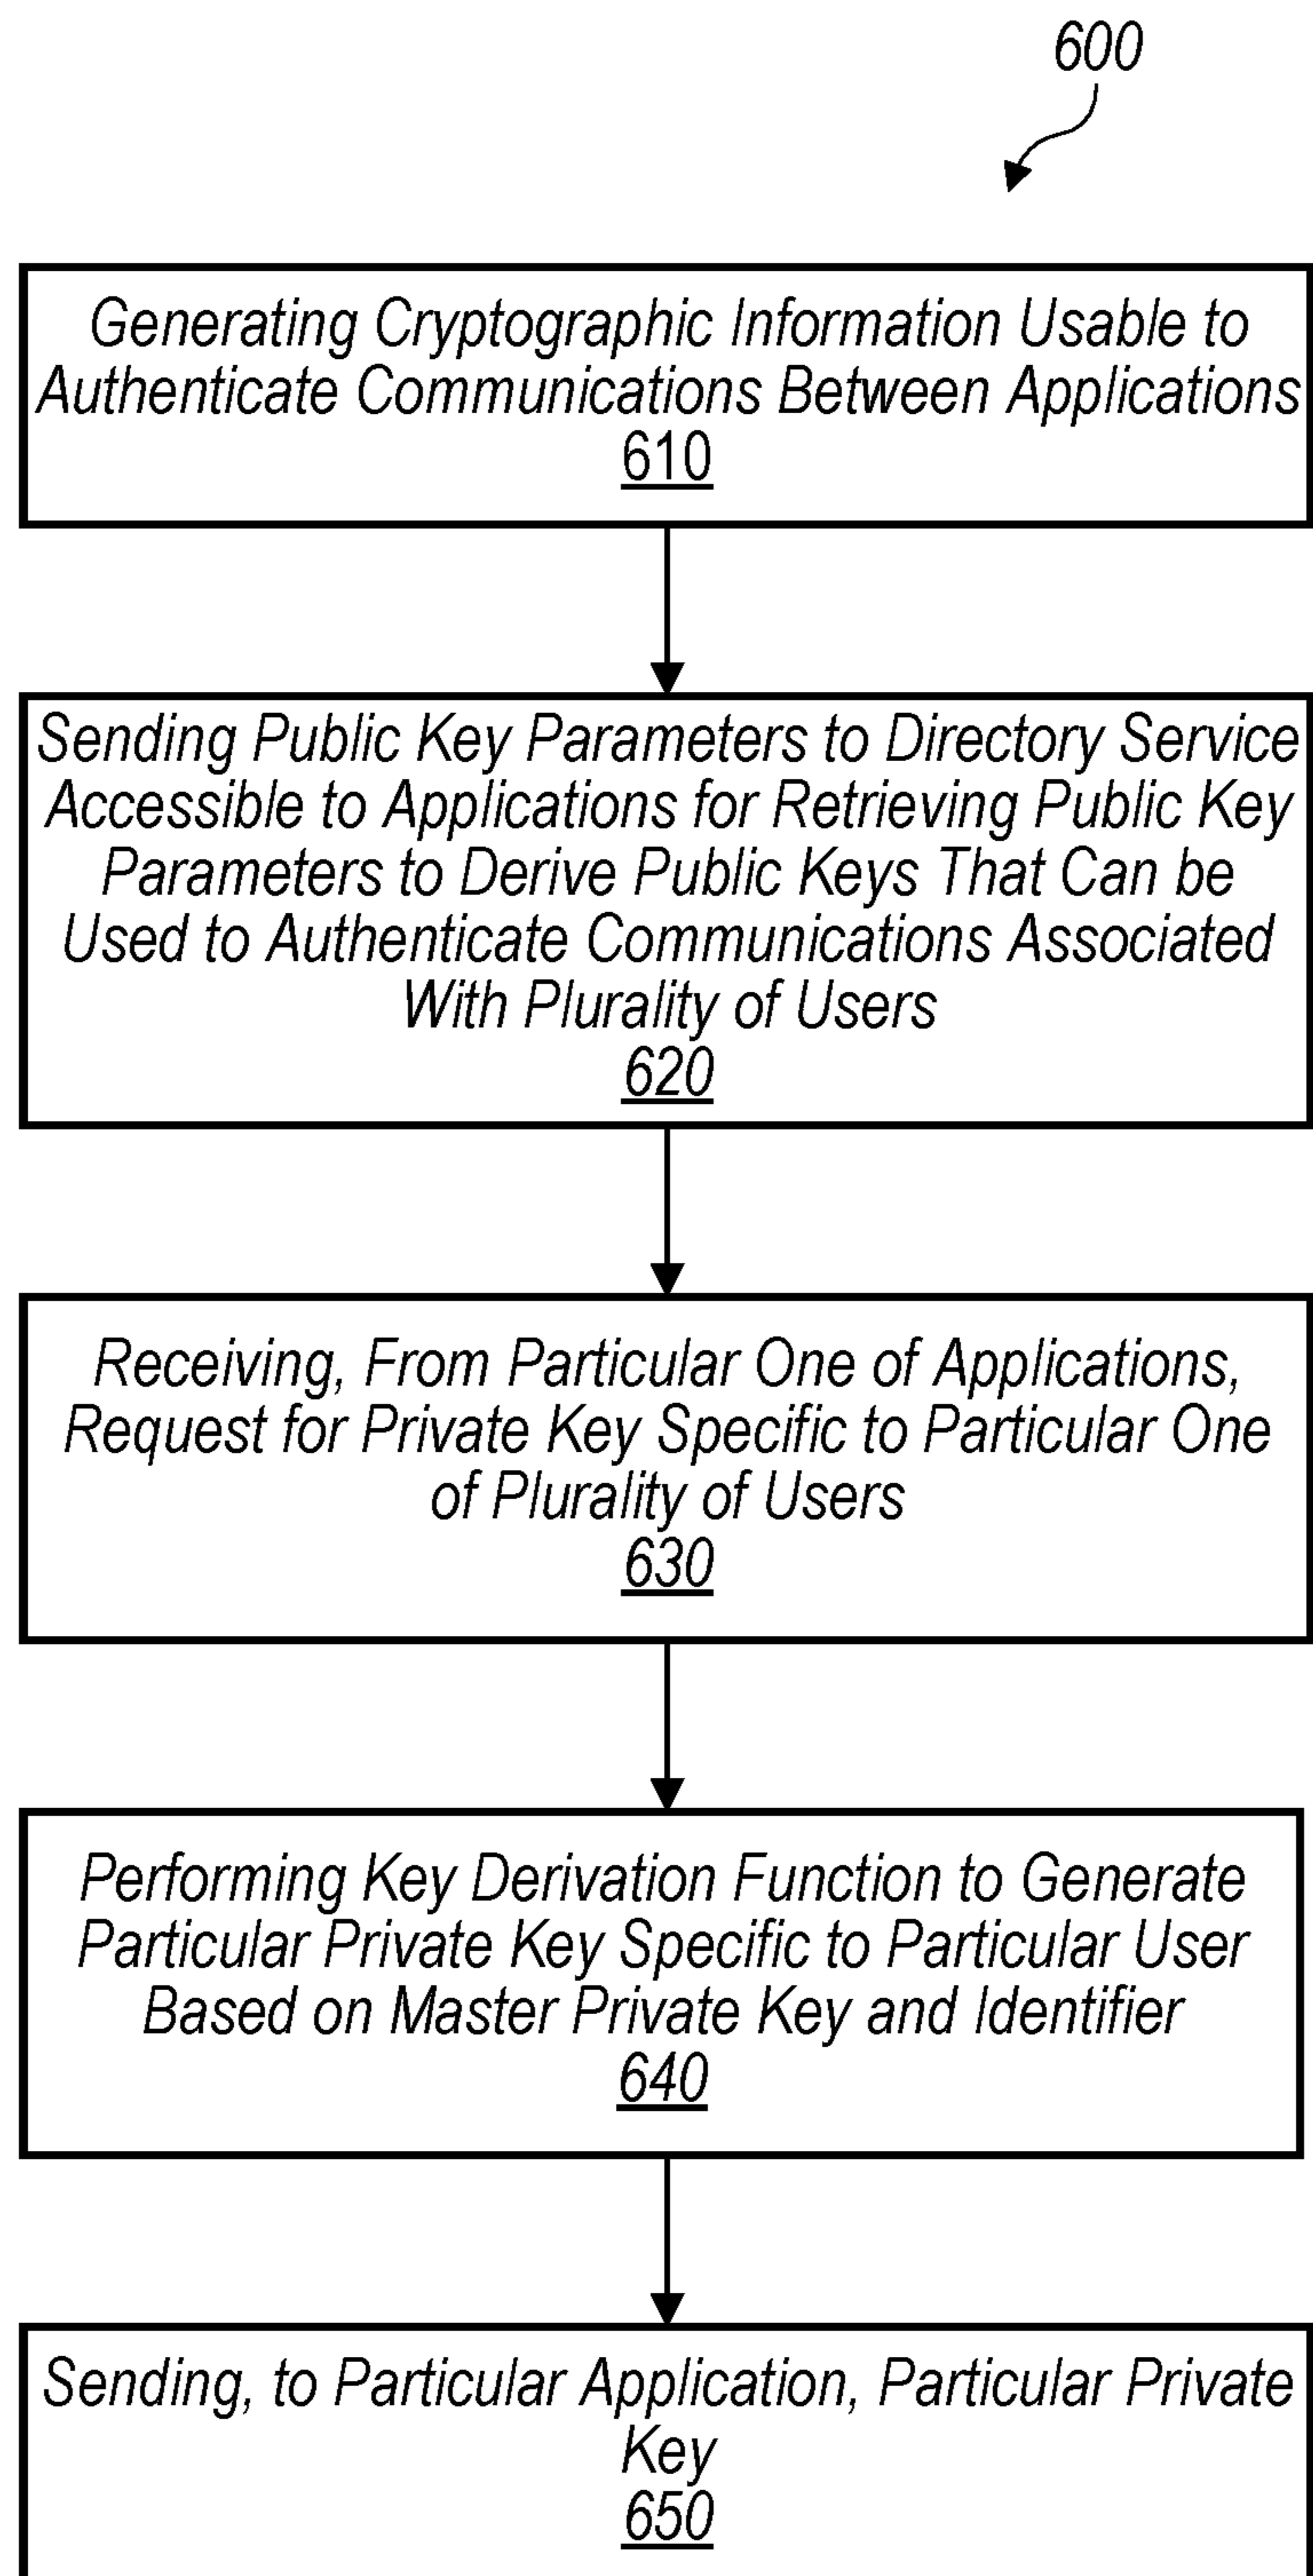 600
Generating Cryptographic Information Usable to
Authenticate Communications Between Applications
610
Sending Public Key Parameters to Directory Service
Accessible to Applications for Retrieving Public Key
Parameters to Derive Public Keys That Can be
Used to Authenticate Communications Associated
With Plurality of Users
620
Receiving, From Particular One of Applications,
Request for Private Key Specific to Particular One
of Plurality of Users
630
Performing Key Derivation Function to Generate
Particular Private Key Specific to Particular User
Based on Master Private Key and Identifier
640
Sending, to Particular Application, Particular Private
Key
650